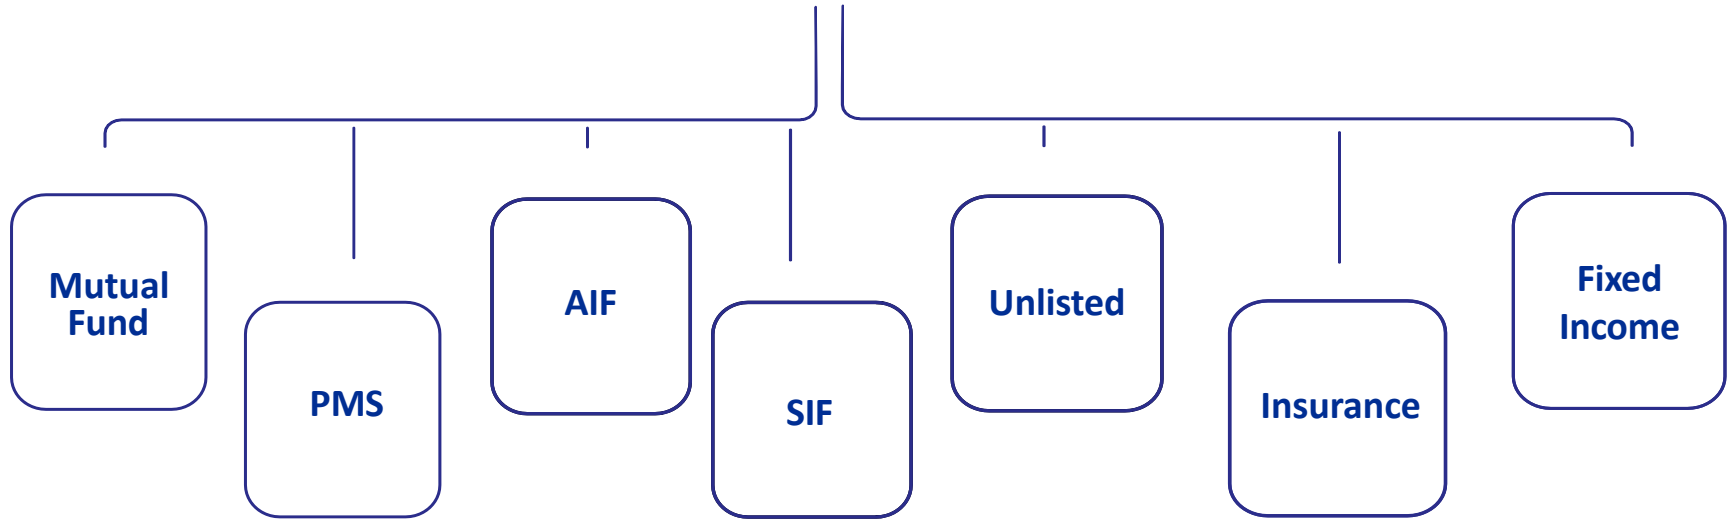 Mutual
Fund
PMS
AIF
SIF
Unlisted
Insurance
Fixed
Income